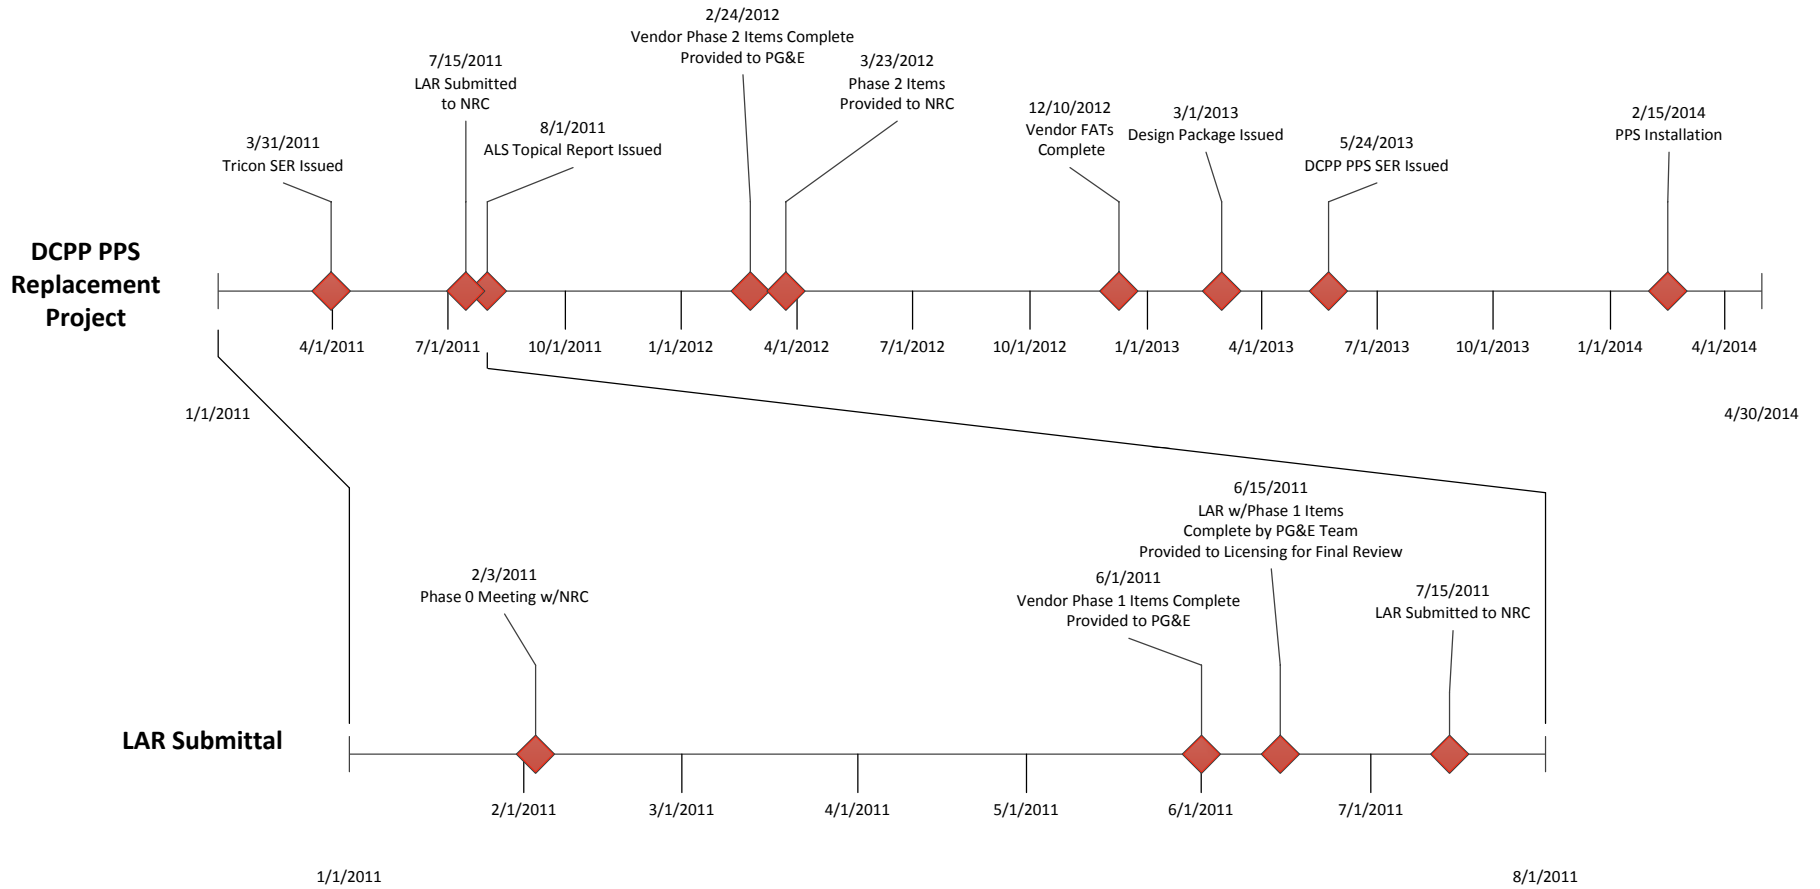 2/24/2012
Vendor Phase 2 Items Complete
Provided to PG&E
7/15/2011
LAR Submitted
to NRC
3/23/2012
Phase 2 Items
Provided to NRC
3/31/2011
Tricon SER Issued
8/1/2011
ALS Topical Report Issued
12/10/2012
Vendor FATs
Complete
3/1/2013
Design Package Issued
5/24/2013
DCPP PPS SER Issued
2/15/2014
PPS Installation
DCPP PPS
Replacement
Project
4/1/2011
7/1/2011
10/1/2011
1/1/2012
4/1/2012
7/1/2012
10/1/2012
1/1/2013
4/1/2013
7/1/2013
10/1/2013
1/1/2014
4/1/2014
1/1/2011
4/30/2014
2/3/2011
Phase 0 Meeting w/NRC
6/1/2011
Vendor Phase 1 Items Complete
Provided to PG&E
6/15/2011
LAR w/Phase 1 Items
Complete by PG&E Team
Provided to Licensing for Final Review
7/15/2011
LAR Submitted to NRC
LAR Submittal
2/1/2011
3/1/2011
4/1/2011
5/1/2011
6/1/2011
7/1/2011
1/1/2011
8/1/2011